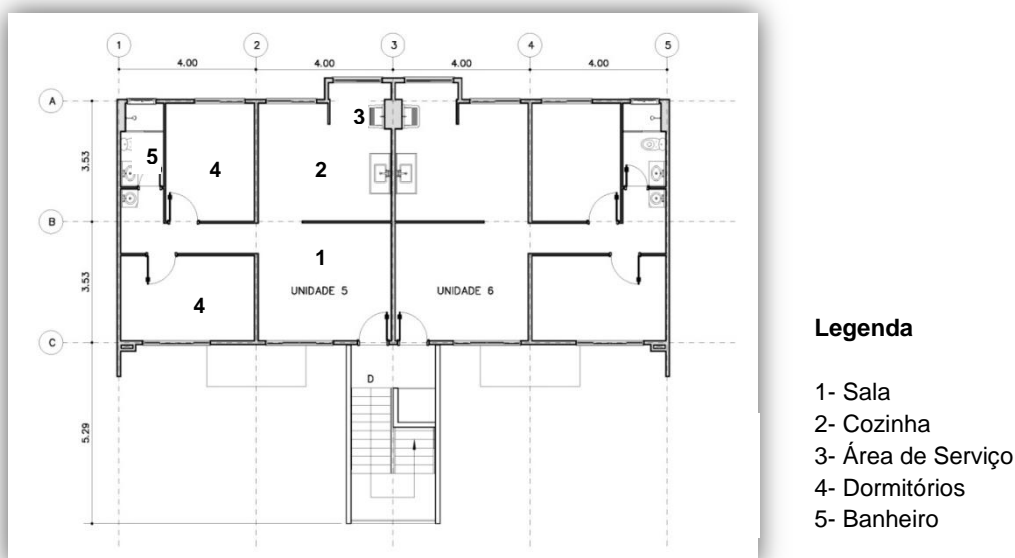 1 2 3 4 5
4.00 4.00 4.00 4.00
A
3
3.53
5 4 2
B
1
3.53
UNIDADE 5 UNIDADE 6
4
C
D
5.29
Legenda
1- Sala
2- Cozinha
3- Área de Serviço
4- Dormitórios
5- Banheiro